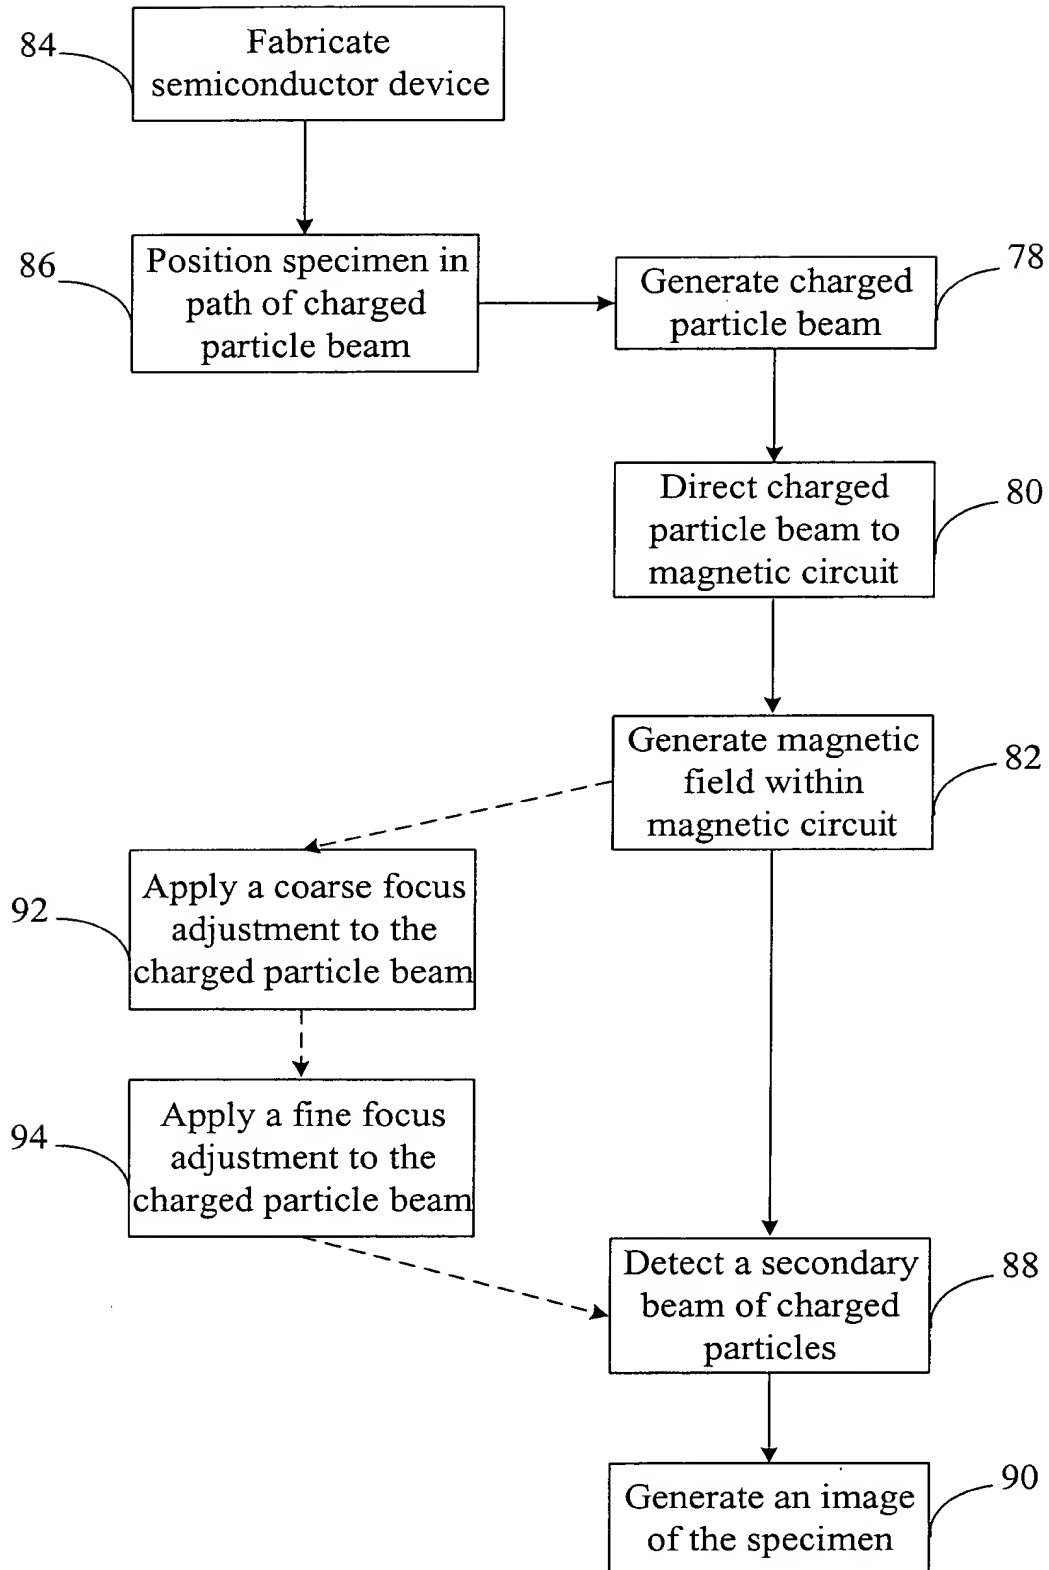 84
Fabricate
semiconductor device
86
Position specimen in
path of charged
particle beam
78
Generate charged
particle beam
80
Direct charged
particle beam to
magnetic circuit
82
Generate magnetic
field within
magnetic circuit
92
Apply a coarse focus
adjustment to the
charged particle beam
94
Apply a fine focus
adjustment to the
charged particle beam
88
Detect a secondary
beam of charged
particles
90
Generate an image
of the specimen